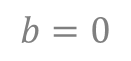 b = 0